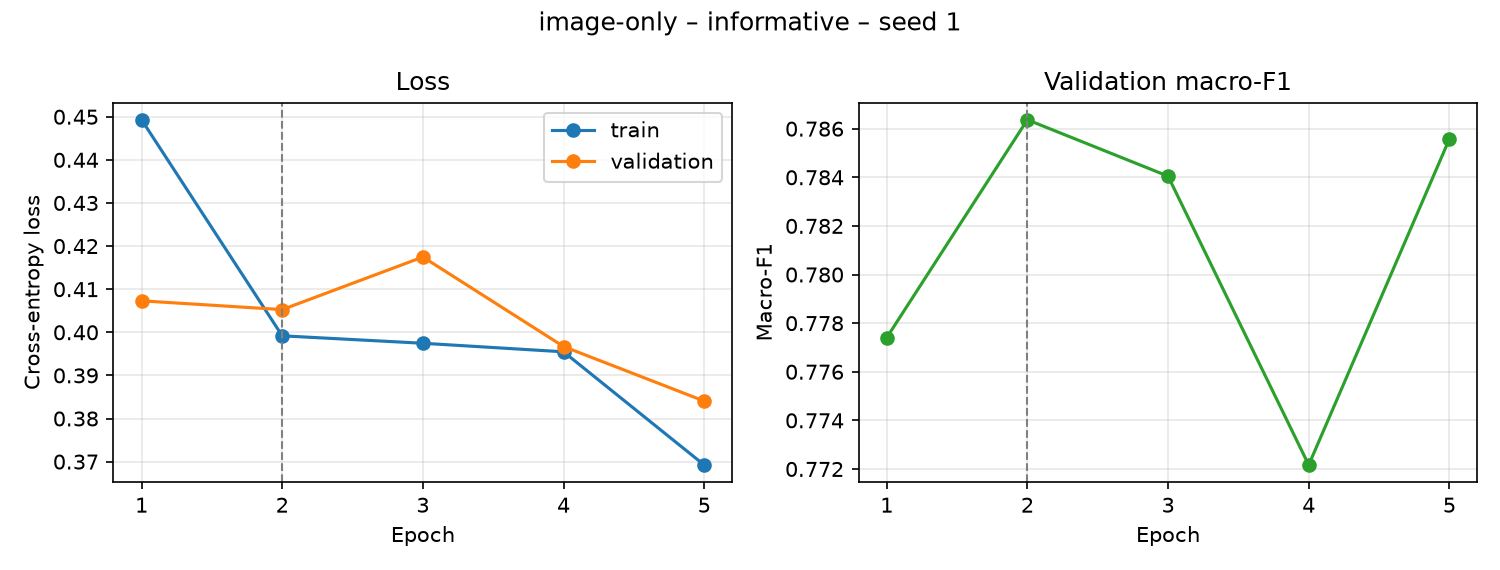 image-only – informative – seed 1
Loss
Cross-entropy loss
0.45
0.44
0.43
0.42
0.41
0.40
0.39
0.38
0.37
train
validation
1 2 3 4 5
Epoch
Validation macro-F1
Macro-F1
0.786
0.784
0.782
0.780
0.778
0.776
0.774
0.772
1 2 3 4 5
Epoch